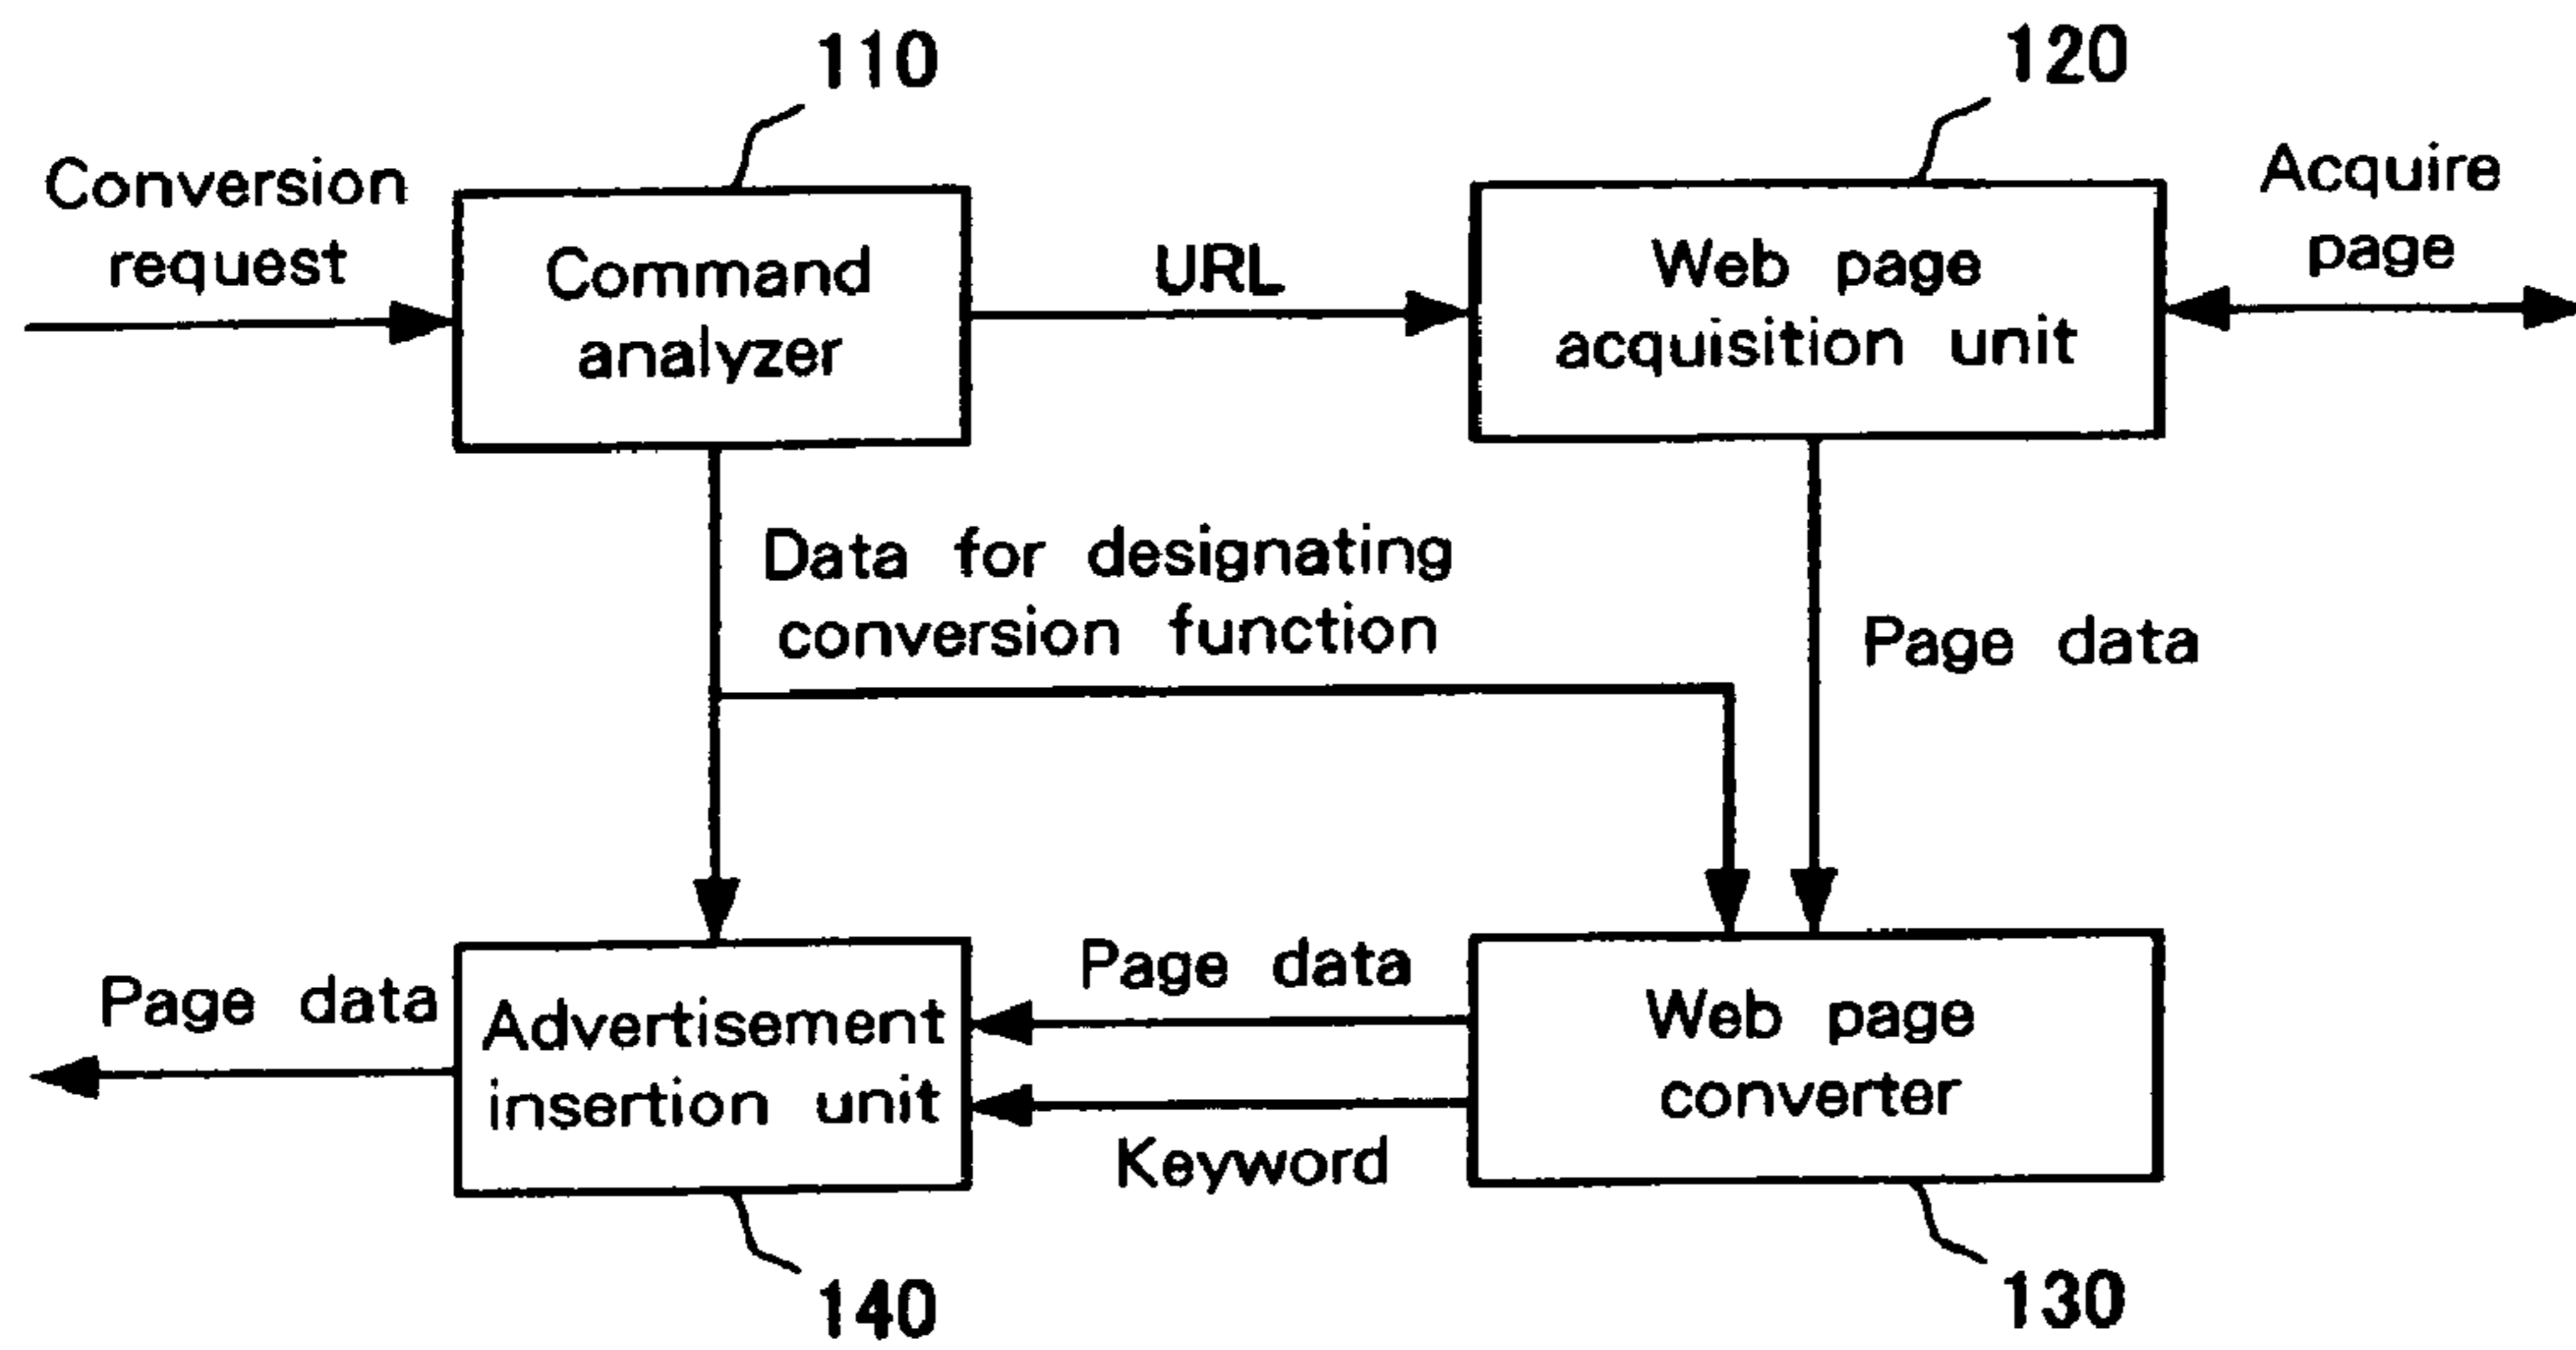 110
120
Conversion
request
Command
analyzer
URL
Web page
acquisition unit
Acquire
page
Data for designating
conversion function
Page data
Page data
Advertisement
insertion unit
Page data
Keyword
Web page
converter
140
130